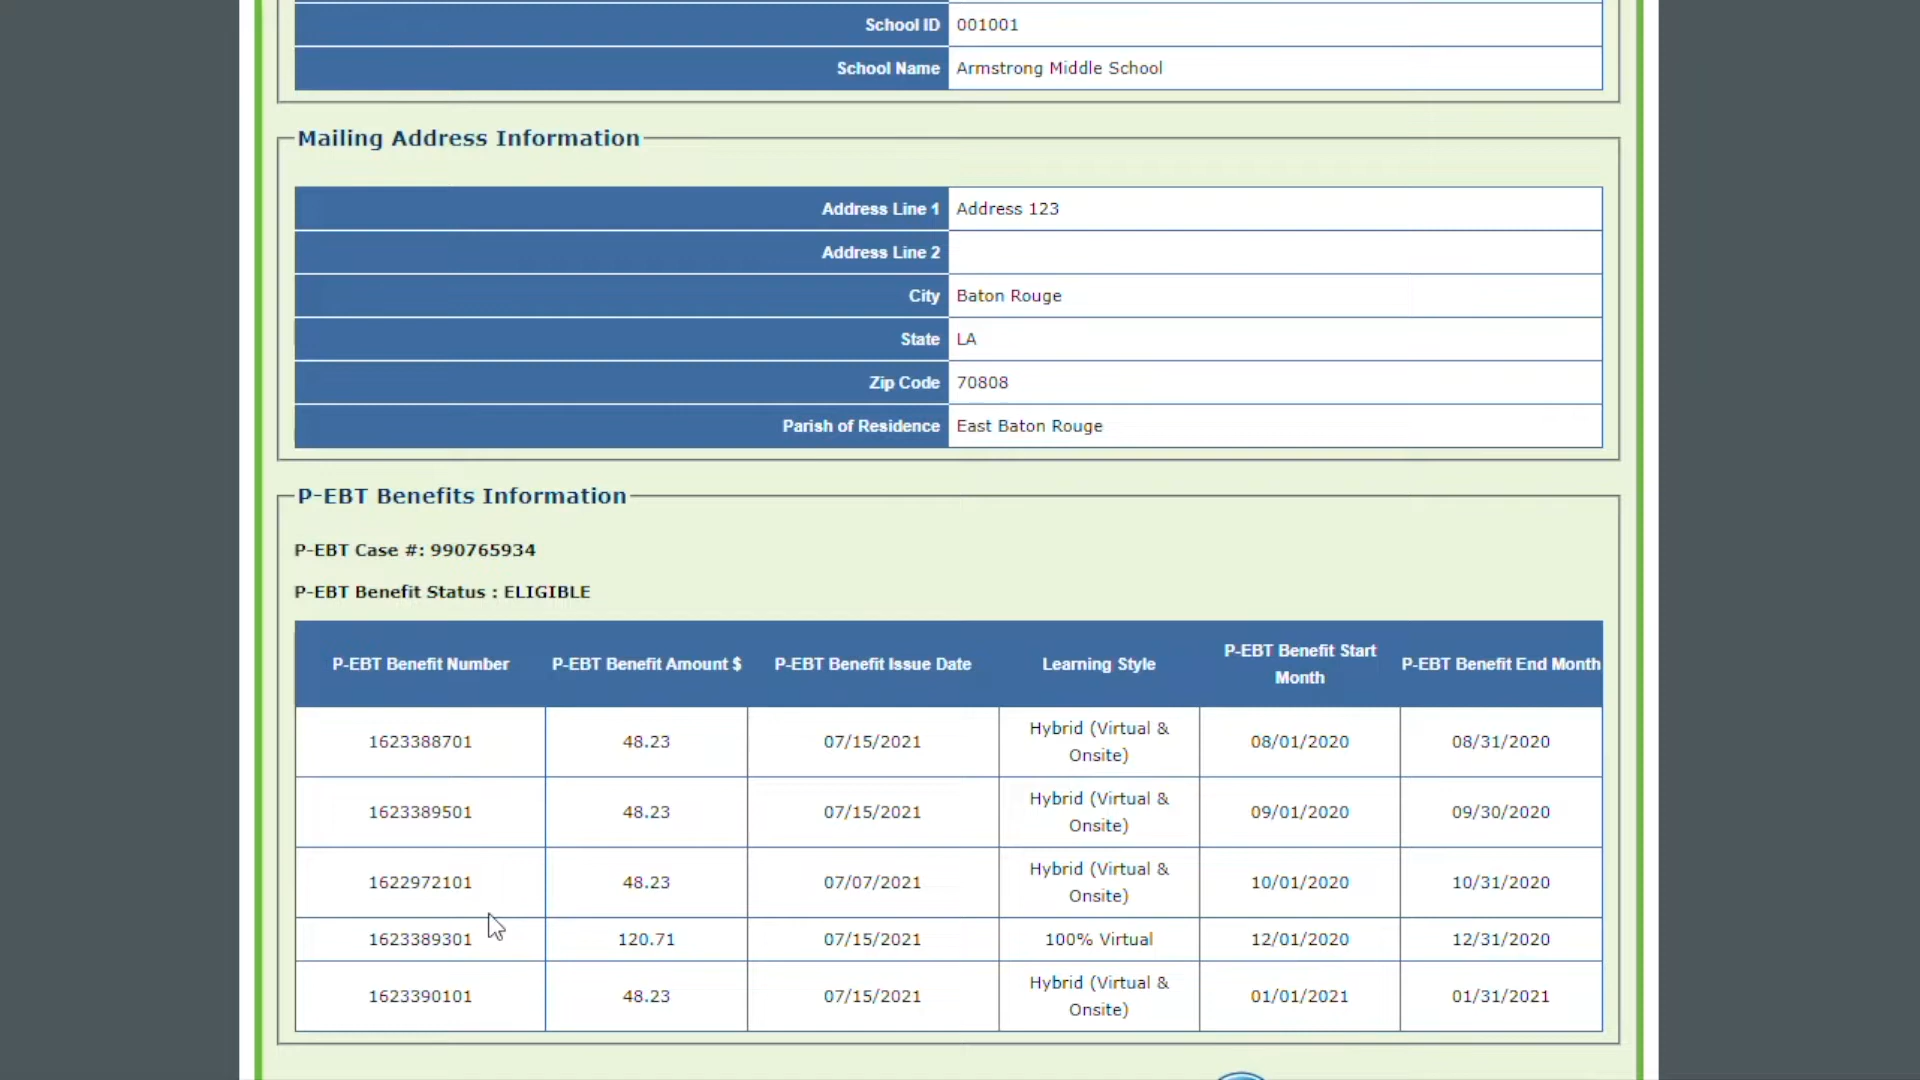 School ID 001001
School Name Armstrong Middle School
Mailing Address Information
Address Line 1 Address 123
Address Line 2
City Baton Rouge
State LA
Zip Code 70808
Parish of Residence East Baton Rouge
P-EBT Benefits Information
P-EBT Case #: 990765934
P-EBT Benefit Status : ELIGIBLE
P-EBT Benefit Number P-EBT Benefit Amount $ P-EBT Benefit Issue Date Learning Style P-EBT Benefit Start Month P-EBT Benefit End Month
1623388701 48.23 07/15/2021 Hybrid (Virtual & Onsite) 08/01/2020 08/31/2020
1623389501 48.23 07/15/2021 Hybrid (Virtual & Onsite) 09/01/2020 09/30/2020
1622972101 48.23 07/07/2021 Hybrid (Virtual & Onsite) 10/01/2020 10/31/2020
1623389301 120.71 07/15/2021 100% Virtual 12/01/2020 12/31/2020
1623390101 48.23 07/15/2021 Hybrid (Virtual & Onsite) 01/01/2021 01/31/2021